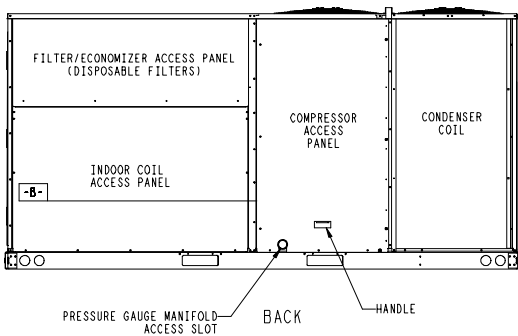 FILTER/ECONOMIZER ACCESS PANEL
(DISPOSABLE FILTERS)
COMPRESSOR
ACCESS
PANEL
CONDENSER
COIL
INDOOR COIL
ACCESS PANEL
-B-
PRESSURE GAUGE MANIFOLD
ACCESS SLOT
BACK
HANDLE